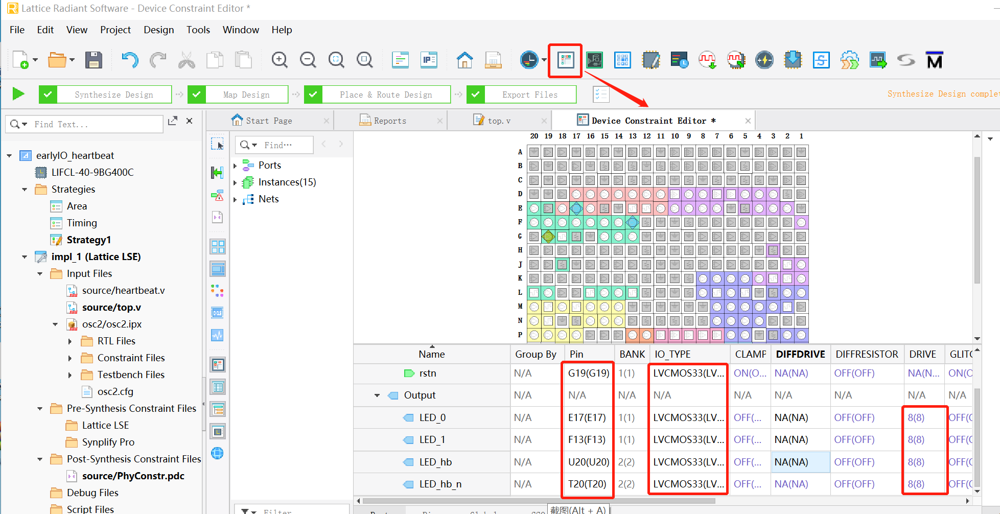 Lattice Radiant Software - Device Constraint Editor *
File Edit View Project Design Tools Window Help
IP
M
Synthesize Design Map Design Place & Route Design Export Files
Synthesize Design complet
Find Text...
Start Page Reports top.v Device Constraint Editor *
earlyIO_heartbeat
LIFCL-40-9BG400C
Strategies
Area
Timing
Strategy1
impl_1 (Lattice LSE)
Input Files
source/heartbeat.v
source/top.v
osc2/osc2.ipx
RTL Files
Constraint Files
Testbench Files
osc2.cfg
Pre-Synthesis Constraint Files
Lattice LSE
Synplify Pro
Post-Synthesis Constraint Files
source/PhyConstr.pdc
Debug Files
Script Files
Find…
Ports
Instances(15)
Nets
Filter
20 19 18 17 16 15 14 13 12 11 10 9 8 7 6 5 4 3 2 1
A
B
C
D
E
F
G
H
J
K
L
M
N
P
Name Group By Pin BANK IO_TYPE CLAMP DIFFDRIVE DIFFRESISTOR DRIVE GLITC
rstn N/A G19(G19) 1(1) LVCMOS33(LV... ON(O... NA(NA) OFF(OFF) NA(N... ON(O
Output N/A N/A N/A N/A N/A N/A N/A N/A N/A
LED_0 N/A E17(E17) 1(1) LVCMOS33(LV... OFF(... NA(NA) OFF(OFF) 8(8) OFF(O
LED_1 N/A F13(F13) 1(1) LVCMOS33(LV... OFF(... NA(NA) OFF(OFF) 8(8) OFF(O
LED_hb N/A U20(U20) 2(2) LVCMOS33(LV... OFF(... NA(NA) OFF(OFF) 8(8) OFF(O
LED_hb_n N/A T20(T20) 2(2) LVCMOS33(LV... OFF(... NA(NA) OFF(OFF) 8(8) OFF(O
截图(Alt + A)